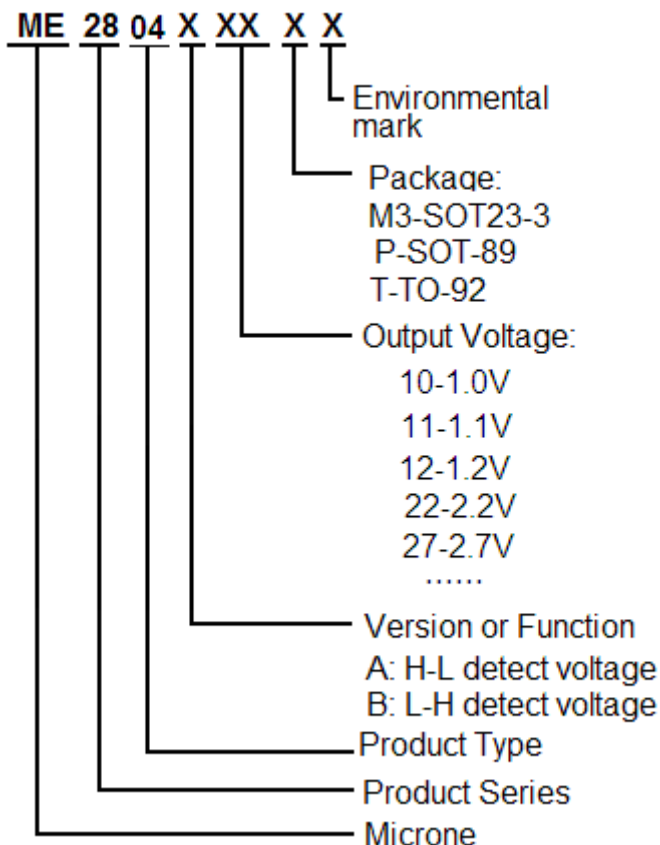 ME 28 04 X XX X X
Environmental
mark
Package:
M3-SOT23-3
P-SOT-89
T-TO-92
Output Voltage:
10-1.0V
11-1.1V
12-1.2V
22-2.2V
27-2.7V
......
Version or Function
A: H-L detect voltage
B: L-H detect voltage
Product Type
Product Series
Microne